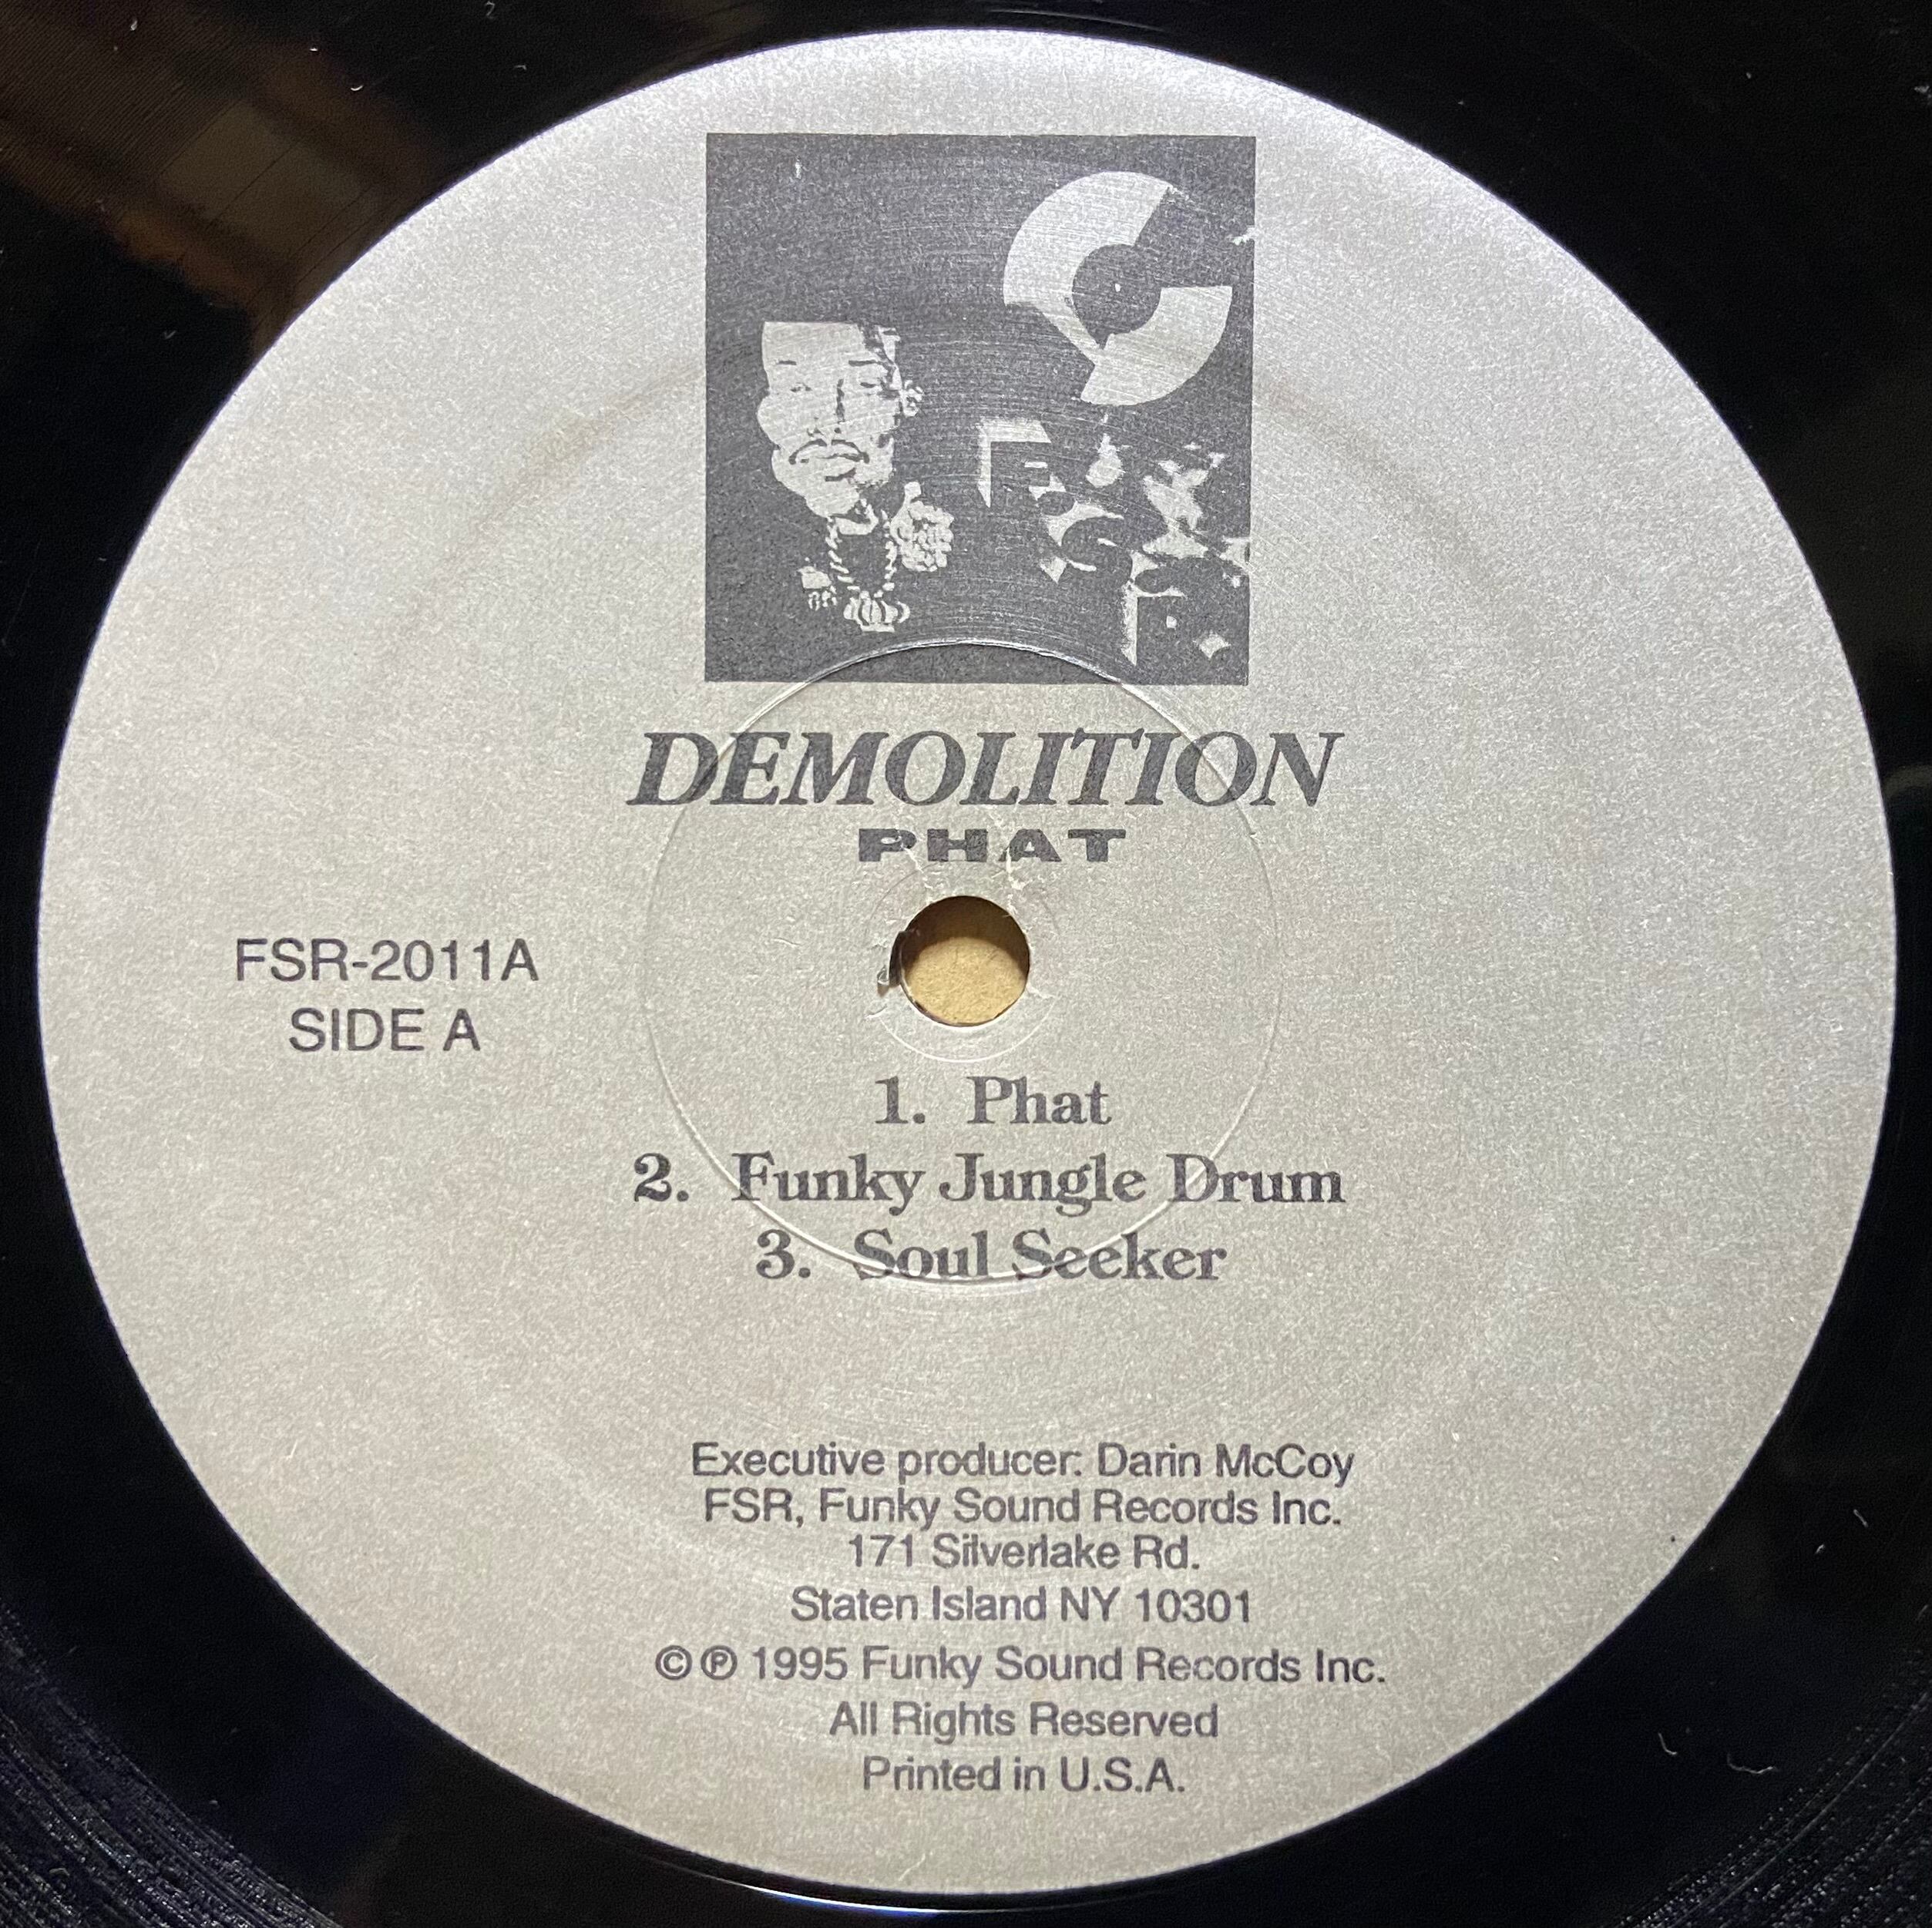 F
S
R
DEMOLITION
PHAT
FSR-2011A
SIDE A
1. Phat
2. Funky Jungle Drum
3. Soul Seeker
Executive producer: Darin McCoy
FSR, Funky Sound Records Inc.
171 Silverlake Rd.
Staten Island NY 10301
©℗ 1995 Funky Sound Records Inc.
All Rights Reserved
Printed in U.S.A.